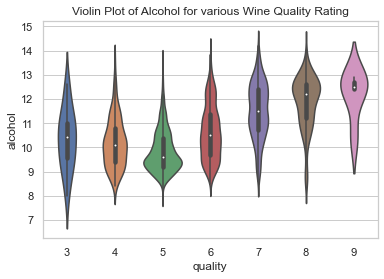 Violin Plot of Alcohol for various Wine Quality Rating
15
14
13
12
11
10
9
8
7
alcohol
3 4 5 6 7 8 9
quality